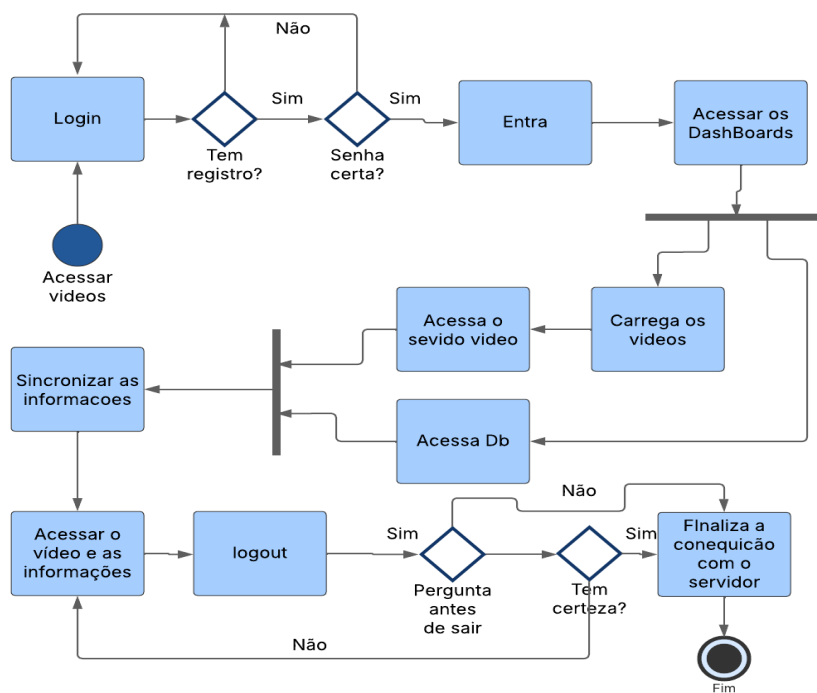 Não
Login
Sim
Sim
Entra
Acessar os
DashBoards
Tem
registro?
Senha
certa?
Acessar
videos
Acessa o
sevido video
Carrega os
videos
Sincronizar as
informacoes
Acessa Db
Não
Acessar o
vídeo e as
informações
logout
Sim
Sim
FInaliza a
conequicão
com o
servidor
Pergunta
antes
de sair
Tem
certeza?
Não
Fim